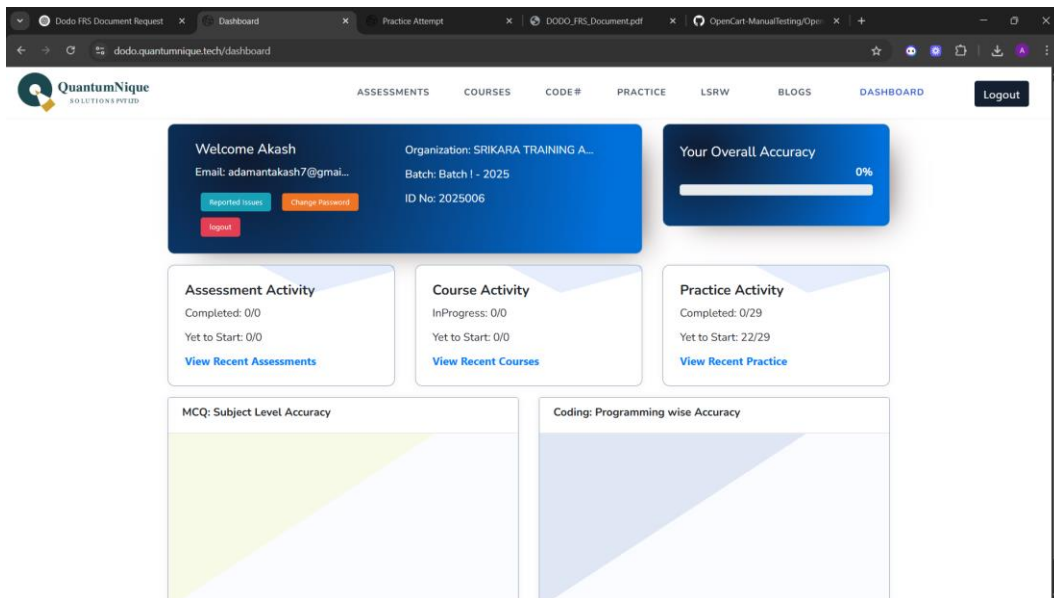 Dodo FRS Document Request
Dashboard
Practice Attempt
DODO_FRS_Document.pdf
OpenCart-ManualTesting/Oper
dodo.quantumnique.tech/dashboard
A
QuantumNique
SOLUTIONS PVT LTD
ASSESSMENTS COURSES CODE# PRACTICE LSRW BLOGS DASHBOARD Logout
Welcome Akash
Email: adamantakash7@gmai...
Reported Issues Change Password
logout
Organization: SRIKARA TRAINING A...
Batch: Batch ! - 2025
ID No: 2025006
Your Overall Accuracy
0%
Assessment Activity
Completed: 0/0
Yet to Start: 0/0
View Recent Assessments
Course Activity
InProgress: 0/0
Yet to Start: 0/0
View Recent Courses
Practice Activity
Completed: 0/29
Yet to Start: 22/29
View Recent Practice
MCQ: Subject Level Accuracy
Coding: Programming wise Accuracy